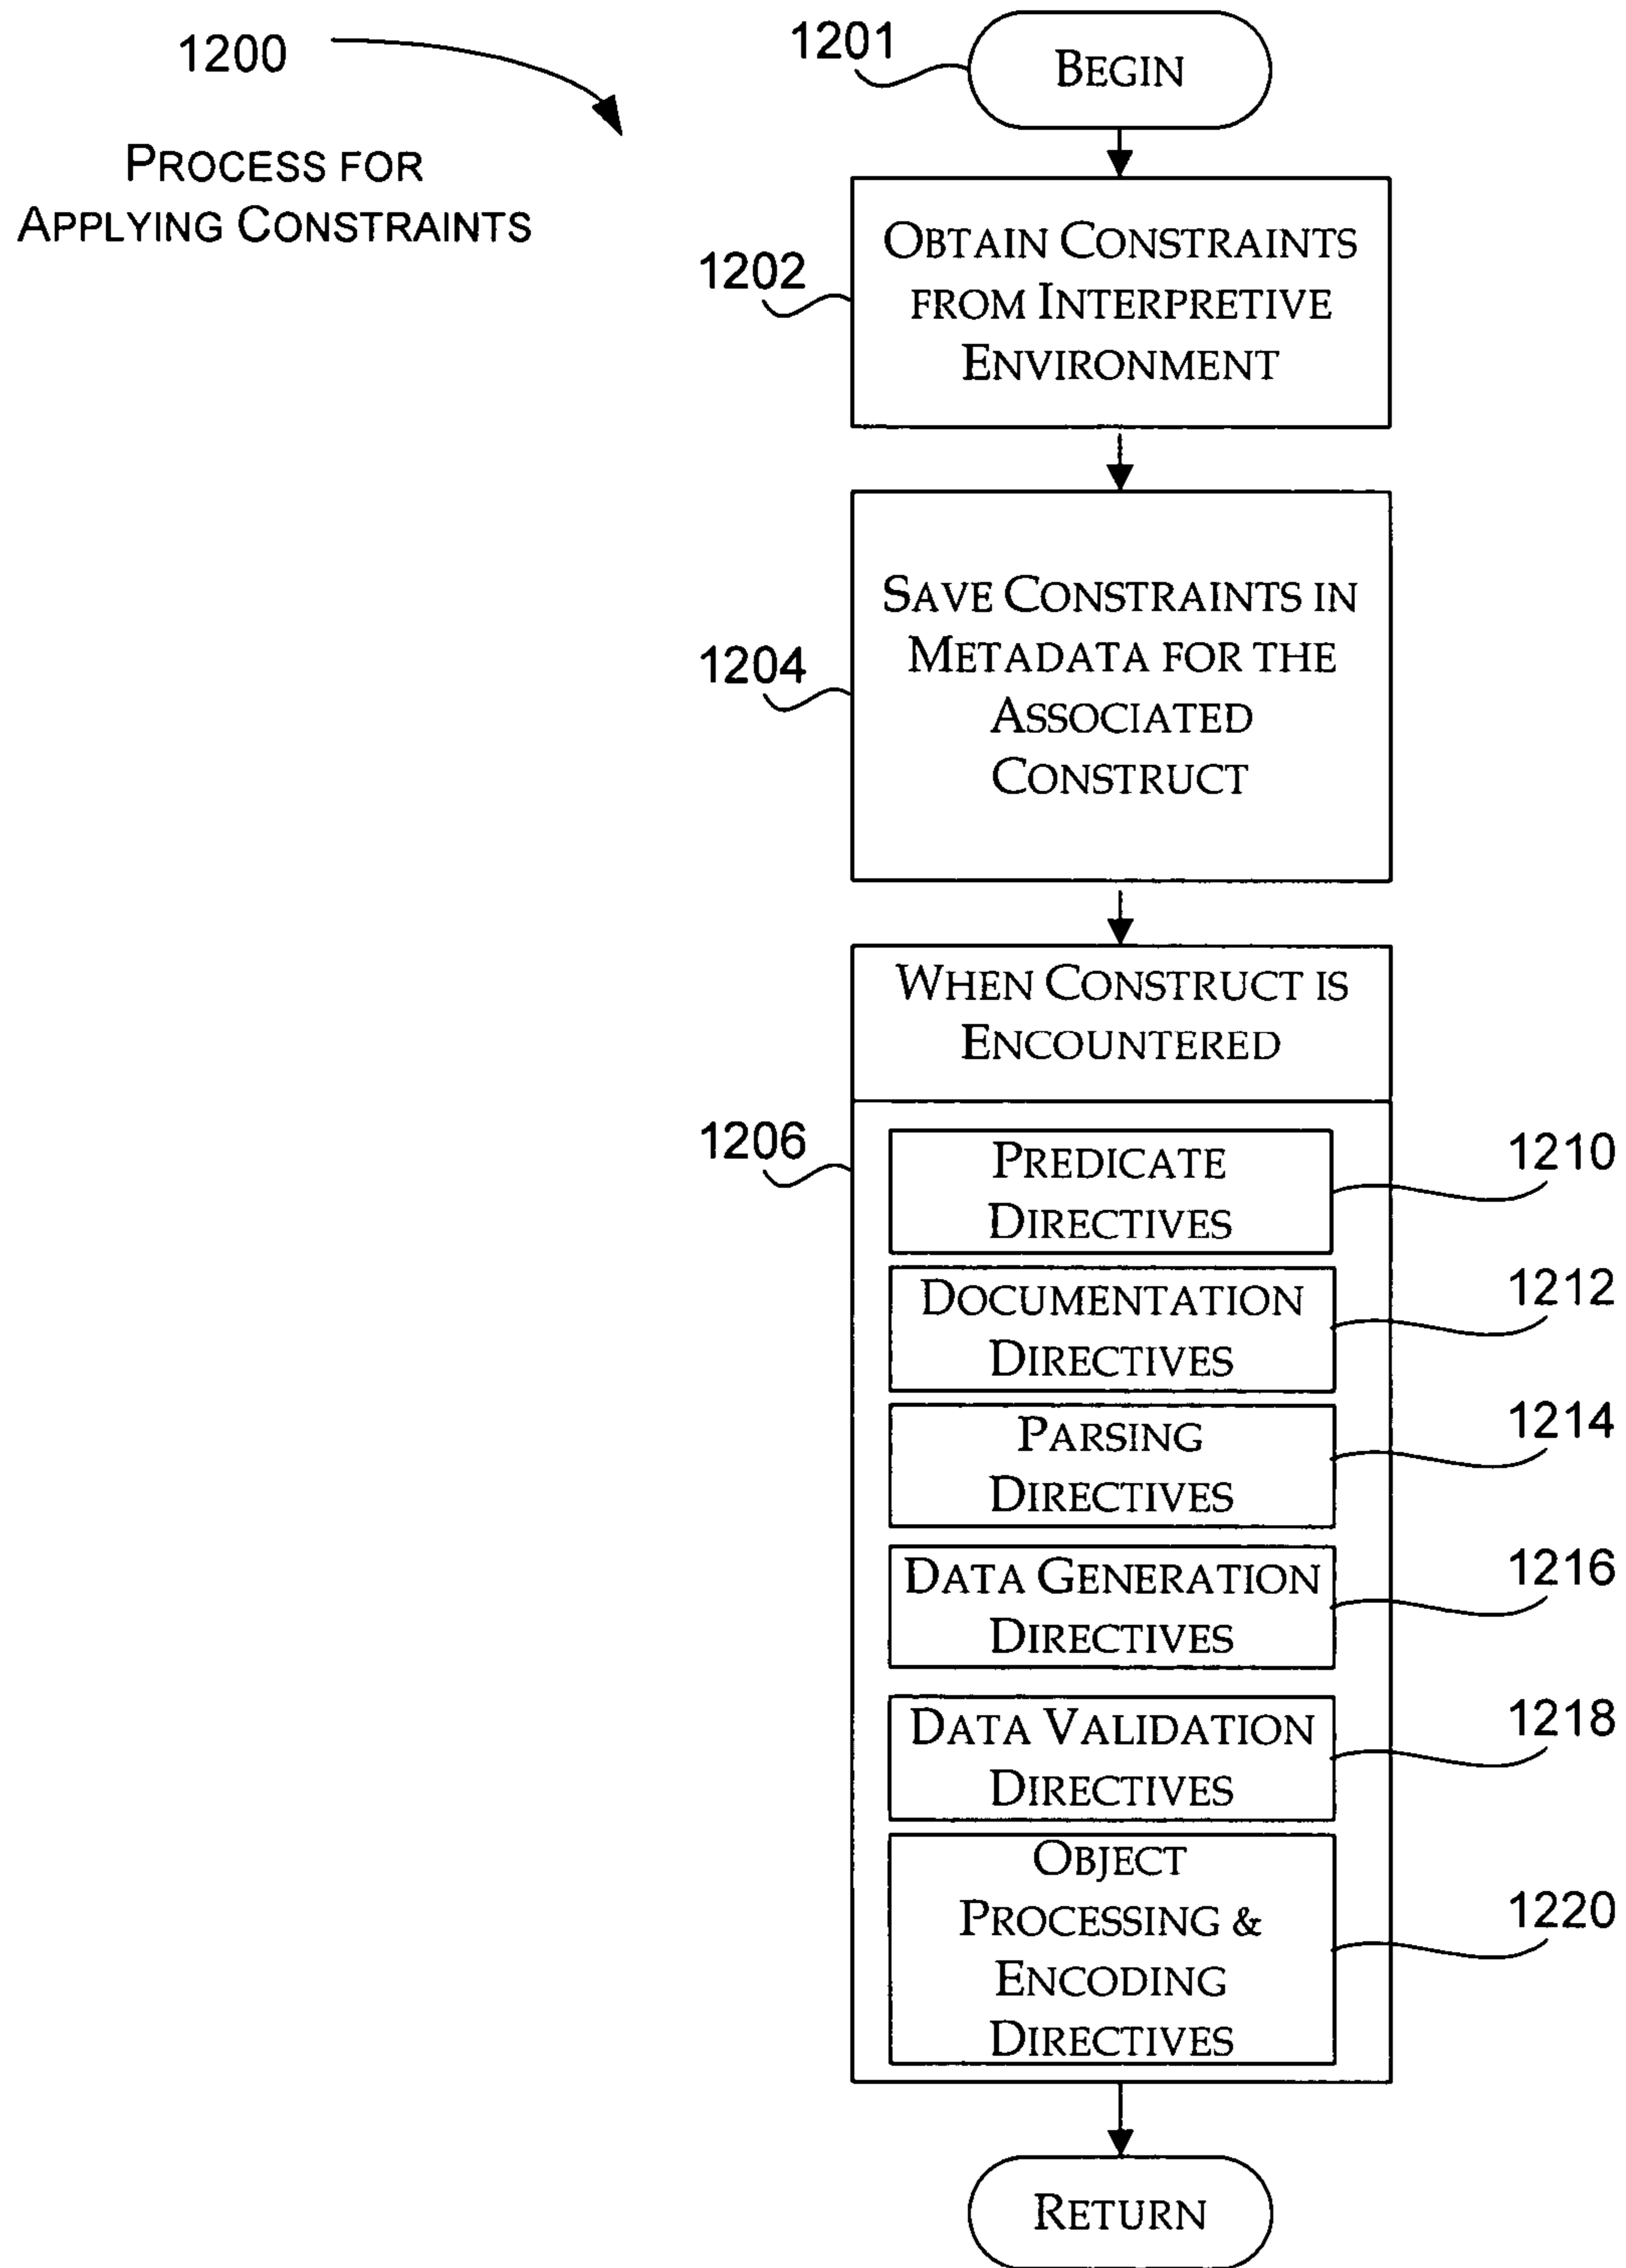 1200
PROCESS FOR
APPLYING CONSTRAINTS
1201
BEGIN
1202
OBTAIN CONSTRAINTS
FROM INTERPRETIVE
ENVIRONMENT
1204
SAVE CONSTRAINTS IN
METADATA FOR THE
ASSOCIATED
CONSTRUCT
WHEN CONSTRUCT IS
ENCOUNTERED
1206
PREDICATE
DIRECTIVES
1210
DOCUMENTATION
DIRECTIVES
1212
PARSING
DIRECTIVES
1214
DATA GENERATION
DIRECTIVES
1216
DATA VALIDATION
DIRECTIVES
1218
OBJECT
PROCESSING &
ENCODING
DIRECTIVES
1220
RETURN